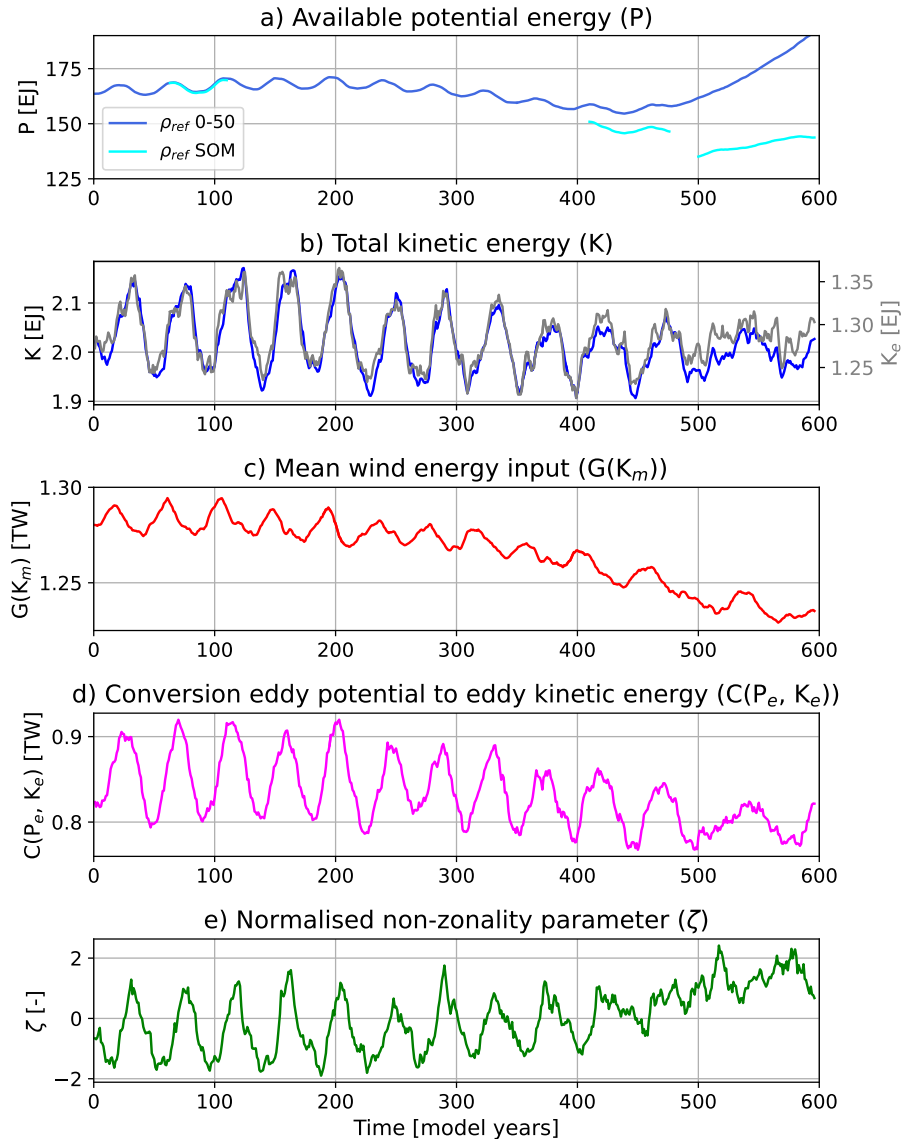 a) Available potential energy (P)
P [EJ]
175
150
125
ρref 0-50
ρref SOM
0 100 200 300 400 500 600
b) Total kinetic energy (K)
K [EJ]
2.1
2.0
1.9
1.35
1.30
1.25
Ke [EJ]
0 100 200 300 400 500 600
c) Mean wind energy input (G(Km))
G(Km) [TW]
1.30
1.25
0 100 200 300 400 500 600
d) Conversion eddy potential to eddy kinetic energy (C(Pe, Ke))
C(Pe, Ke) [TW]
0.9
0.8
0 100 200 300 400 500 600
e) Normalised non-zonality parameter (ζ)
ζ [-]
2
0
−2
0 100 200 300 400 500 600
Time [model years]